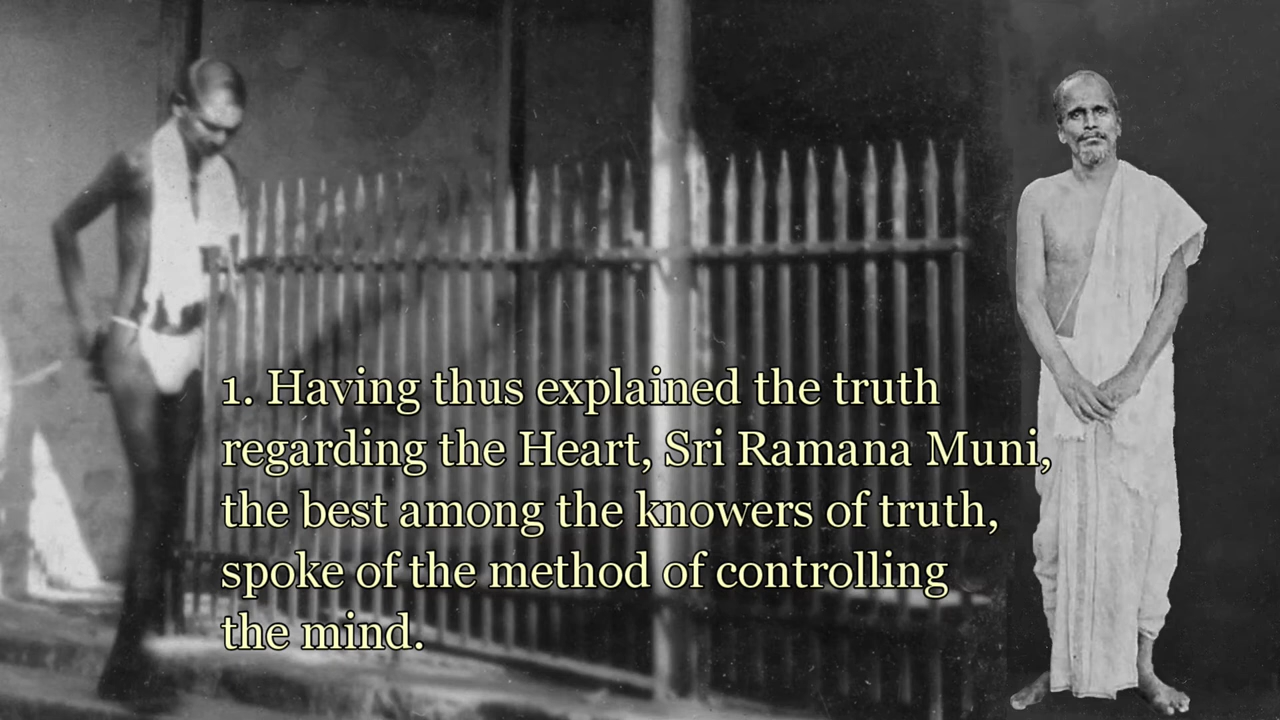 1. Having thus explained the truth
regarding the Heart, Sri Ramana Muni,
the best among the knowers of truth,
spoke of the method of controlling
the mind.